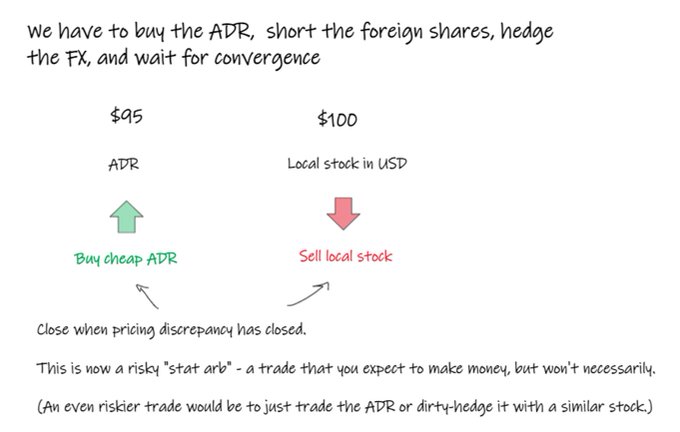 We have to buy the ADR, short the foreign shares, hedge
the FX, and wait for convergence
$95
$100
ADR
Local stock in USD
Buy cheap ADR
Sell local stock
Close when pricing discrepancy has closed.
This is now a risky "stat arb" - a trade that you expect to make money, but won't necessarily.
(An even riskier trade would be to just trade the ADR or dirty-hedge it with a similar stock.)